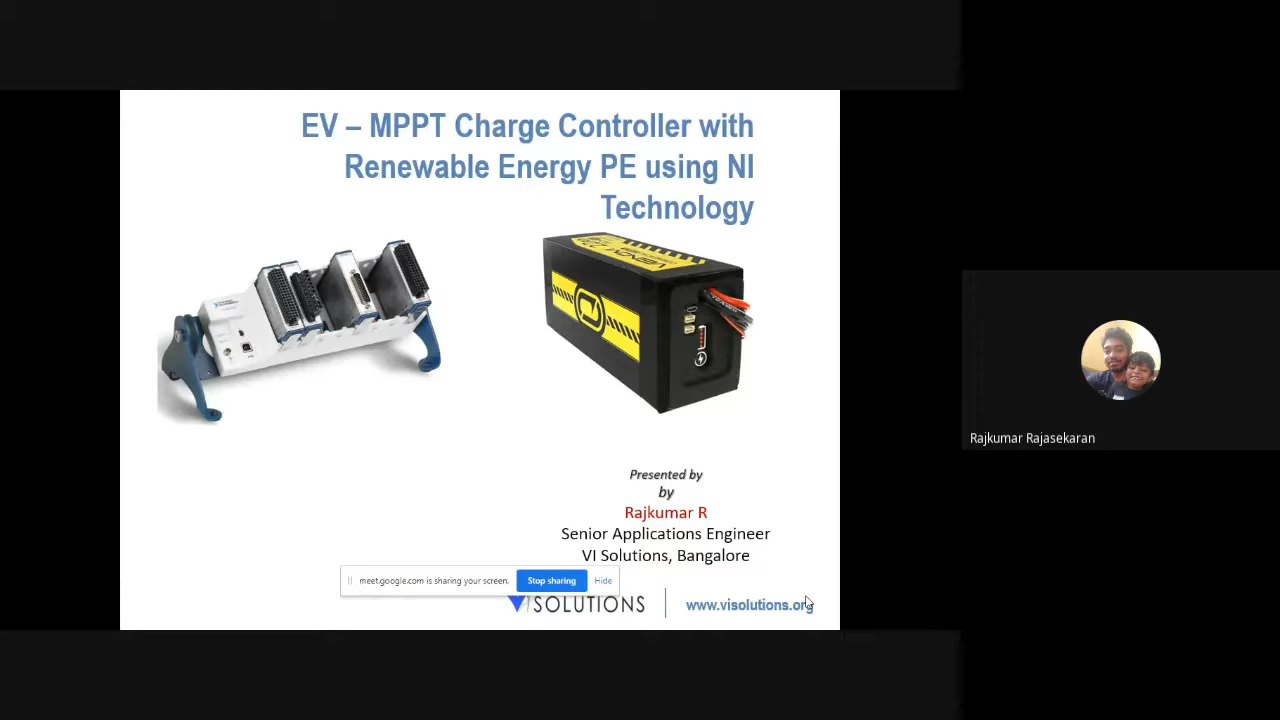 EV – MPPT Charge Controller with
Renewable Energy PE using NI
Technology
Presented by
by
Rajkumar R
Senior Applications Engineer
VI Solutions, Bangalore
meet.google.com is sharing your screen.
Stop sharing
Hide
VI SOLUTIONS
www.visolutions.org
Rajkumar Rajasekaran